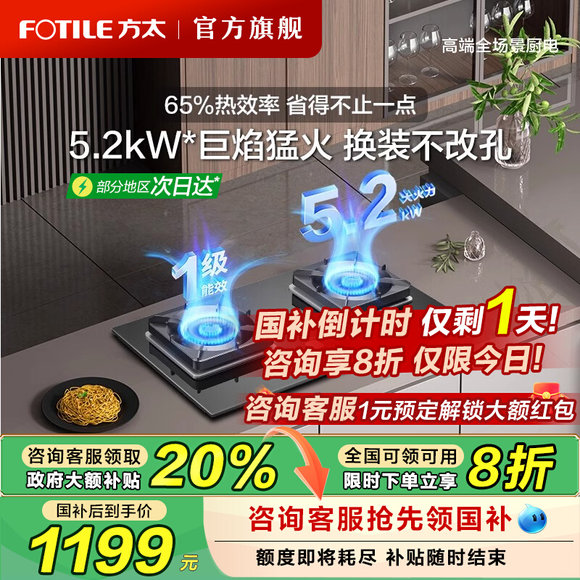 FOTILE 方太 | 官方旗舰
高端全场景厨电
65%热效率 省得不止一点
5.2kW*巨焰猛火 换装不改孔
部分地区次日达*
5.2
kW
1级
能效
国补倒计时 仅剩1天!
咨询享8折 仅限今日!
咨询客服1元预定解锁大额红包
咨询客服领取
政府大额补贴
20%
全国可领可用
限时下单立享
8折
国补后到手价
1199元
咨询客服抢先领国补
额度即将耗尽 补贴随时结束